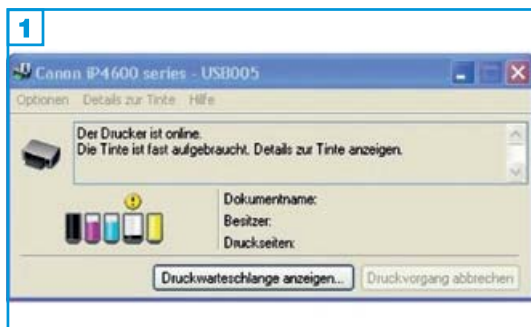 1
Canon iP4600 series - USB005
Optionen Details zur Tinte Hilfe
Der Drucker ist online.
Die Tinte ist fast aufgebraucht. Details zur Tinte anzeigen.
Dokumentname:
Besitzer:
Druckseiten:
Druckwarteschlange anzeigen... Druckvorgang abbrechen